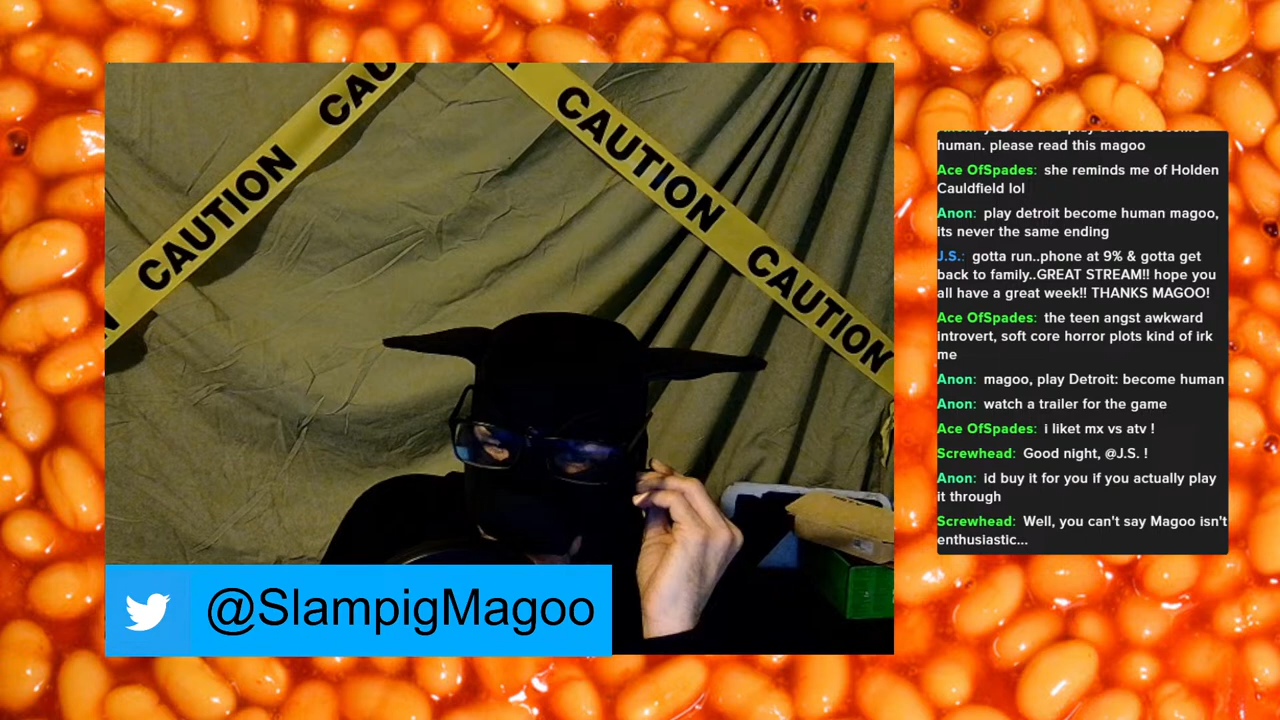 CAU
CAUTION
CAUTION
CAUTION
N
@SlampigMagoo
human. please read this magoo
Ace OfSpades: she reminds me of Holden
Cauldfield lol
Anon: play detroit become human magoo,
its never the same ending
J.S.: gotta run..phone at 9% & gotta get
back to family..GREAT STREAM!! hope you
all have a great week!! THANKS MAGOO!
Ace OfSpades: the teen angst awkward
introvert, soft core horror plots kind of irk
me
Anon: magoo, play Detroit: become human
Anon: watch a trailer for the game
Ace OfSpades: i liket mx vs atv !
Screwhead: Good night, @J.S. !
Anon: id buy it for you if you actually play
it through
Screwhead: Well, you can't say Magoo isn't
enthusiastic...